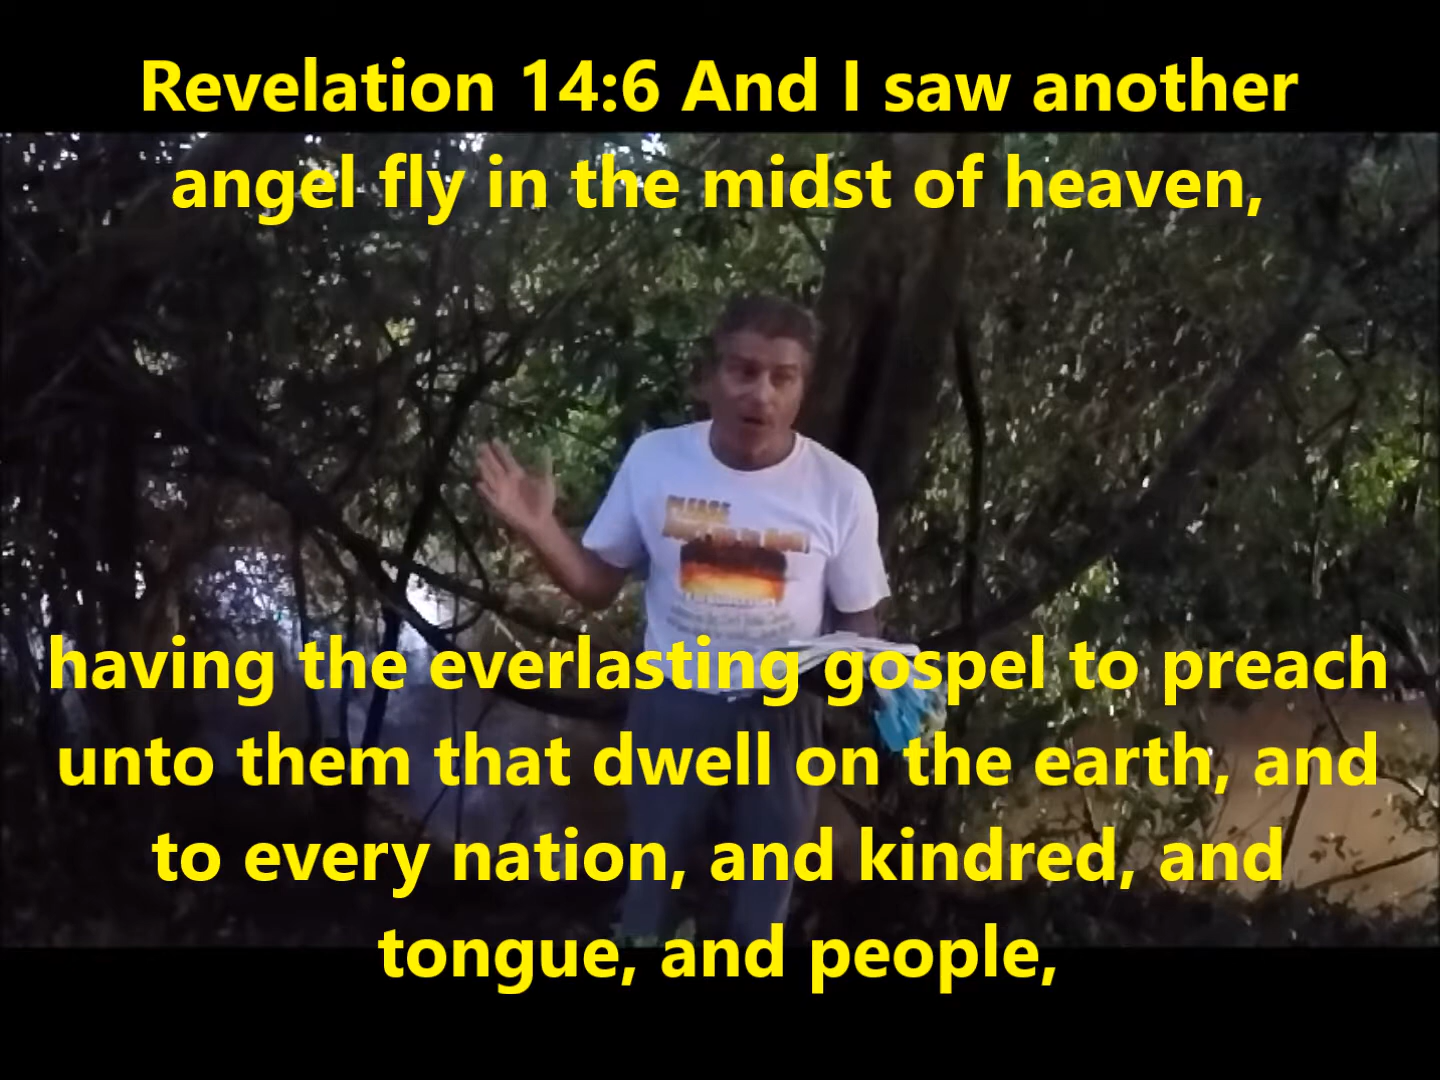 Revelation 14:6 And I saw another
angel fly in the midst of heaven,
PLEASE
having the everlasting gospel to preach
unto them that dwell on the earth, and
to every nation, and kindred, and
tongue, and people,